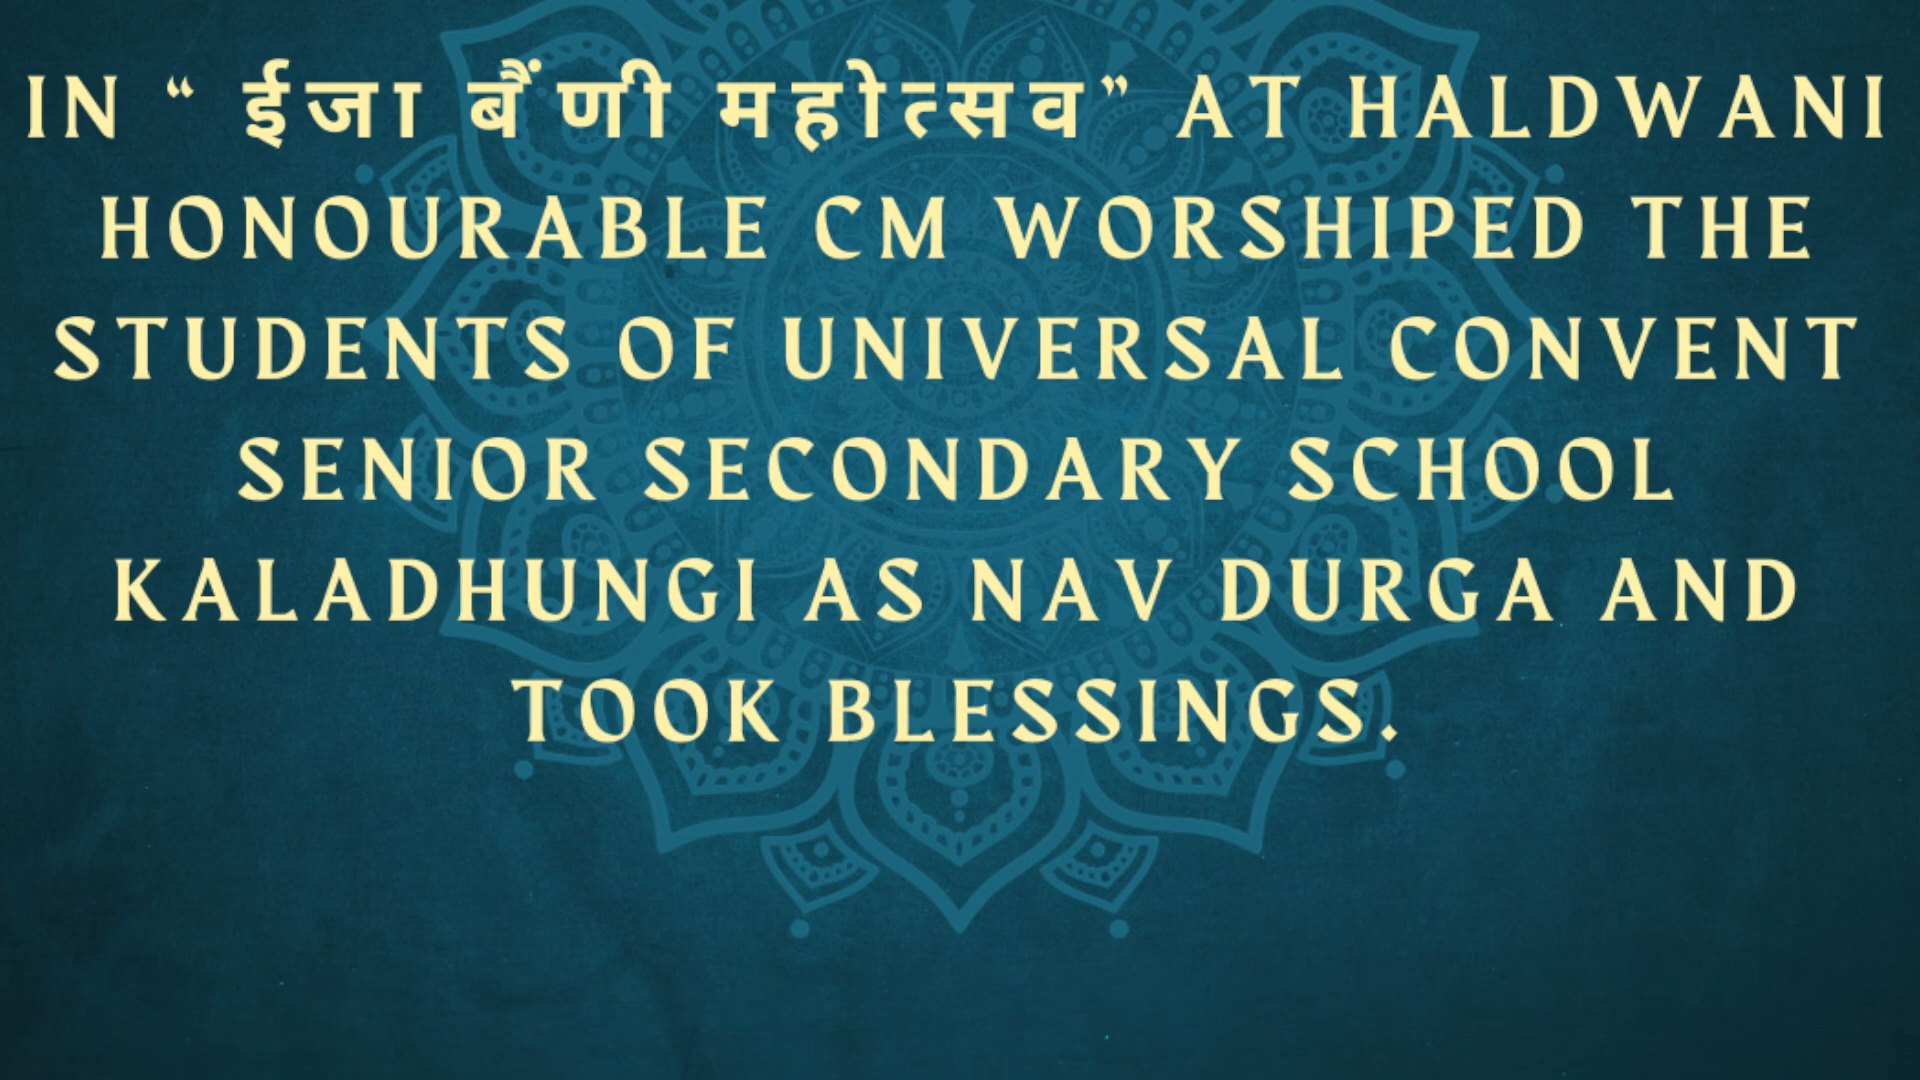 IN “ ईजा बैंणी महोत्सव” AT HALDWANI
HONOURABLE CM WORSHIPED THE
STUDENTS OF UNIVERSAL CONVENT
SENIOR SECONDARY SCHOOL
KALADHUNGI AS NAV DURGA AND
TOOK BLESSINGS.